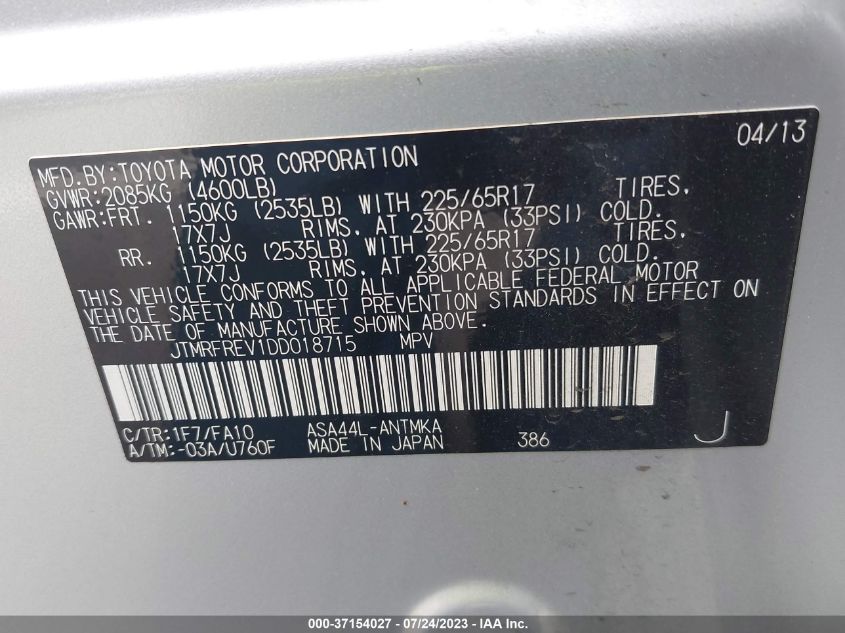 04/13
MFD.BY:TOYOTA MOTOR CORPORATION
GVWR:2085KG (4600LB)
GAWR:FRT. 1150KG (2535LB) WITH 225/65R17 TIRES,
17X7J RIMS, AT 230KPA (33PSI) COLD.
RR. 1150KG (2535LB) WITH 225/65R17 TIRES,
17X7J RIMS, AT 230KPA (33PSI) COLD.
THIS VEHICLE CONFORMS TO ALL APPLICABLE FEDERAL MOTOR
VEHICLE SAFETY AND THEFT PREVENTION STANDARDS IN EFFECT ON
THE DATE OF MANUFACTURE SHOWN ABOVE.
JTMRFREV1DD018715 MPV
C/TR:1F7/FA10 ASA44L-ANTMKA
A/TM:-03A/U760F MADE IN JAPAN 386 J
000-37154027 - 07/24/2023 - IAA Inc.